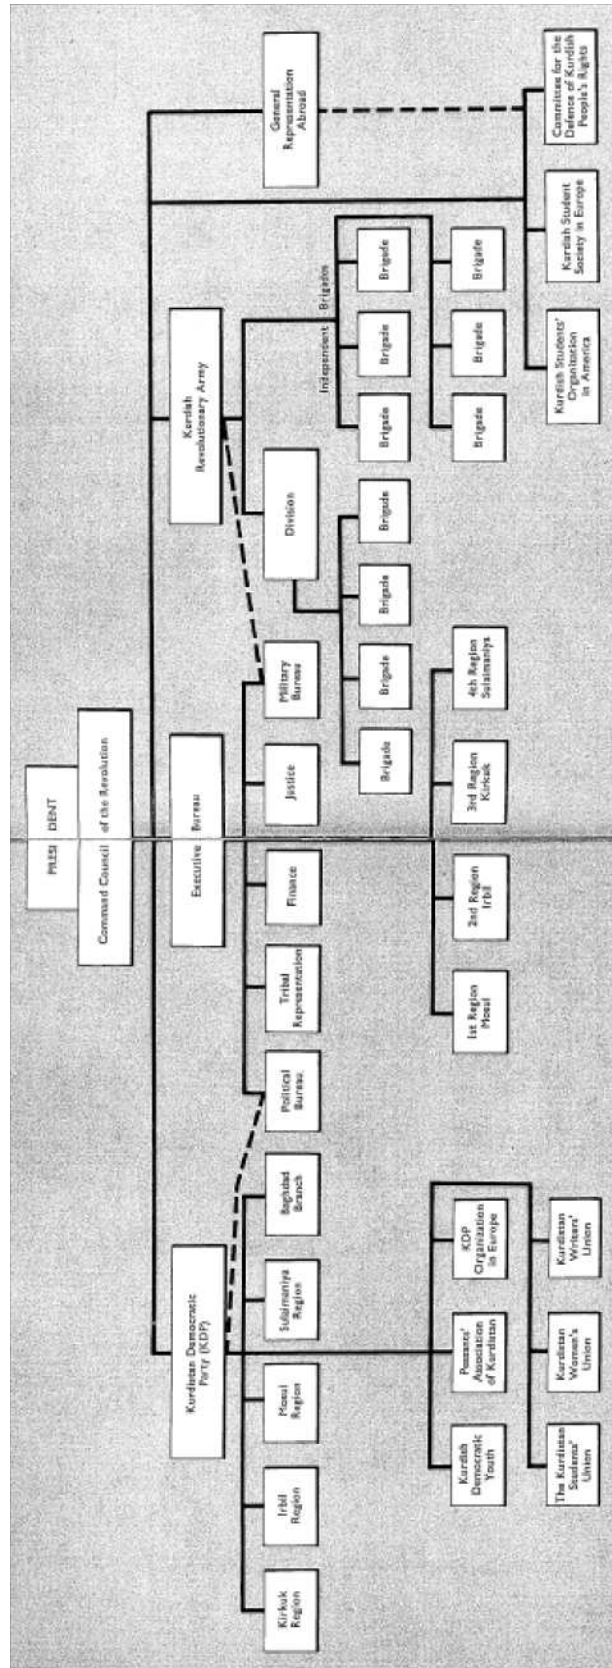 PRESI DENT
Command Council of the Revolution
Kurdistan Democratic
Party (KDP)
Executive Bureau
Kurdish
Revolutionary Army
General
Representation
Abroad
Kirkuk
Region
Irbil
Region
Mosul
Region
Sulaimaniya
Region
Baghdad
Branch
Political
Bureau
Tribal
Representation
Finance
Justice
Military
Bureau
Division
Independent Brigades
Brigade
Brigade
Brigade
Brigade
Brigade
Brigade
Brigade
Brigade
Brigade
Brigade
Kurdish
Democratic
Youth
Peasants'
Association
of Kurdistan
KDP
Organization
in Europe
1st Region
Mosul
2nd Region
Irbil
3rd Region
Kirkuk
4th Region
Sulaimaniya
The Kurdistan
Students'
Union
Kurdistan
Women's
Union
Kurdistan
Writers'
Union
Kurdish Students'
Organization
in America
Kurdish Student
Society in Europe
Committee for the
Defence of Kurdish
People's Rights